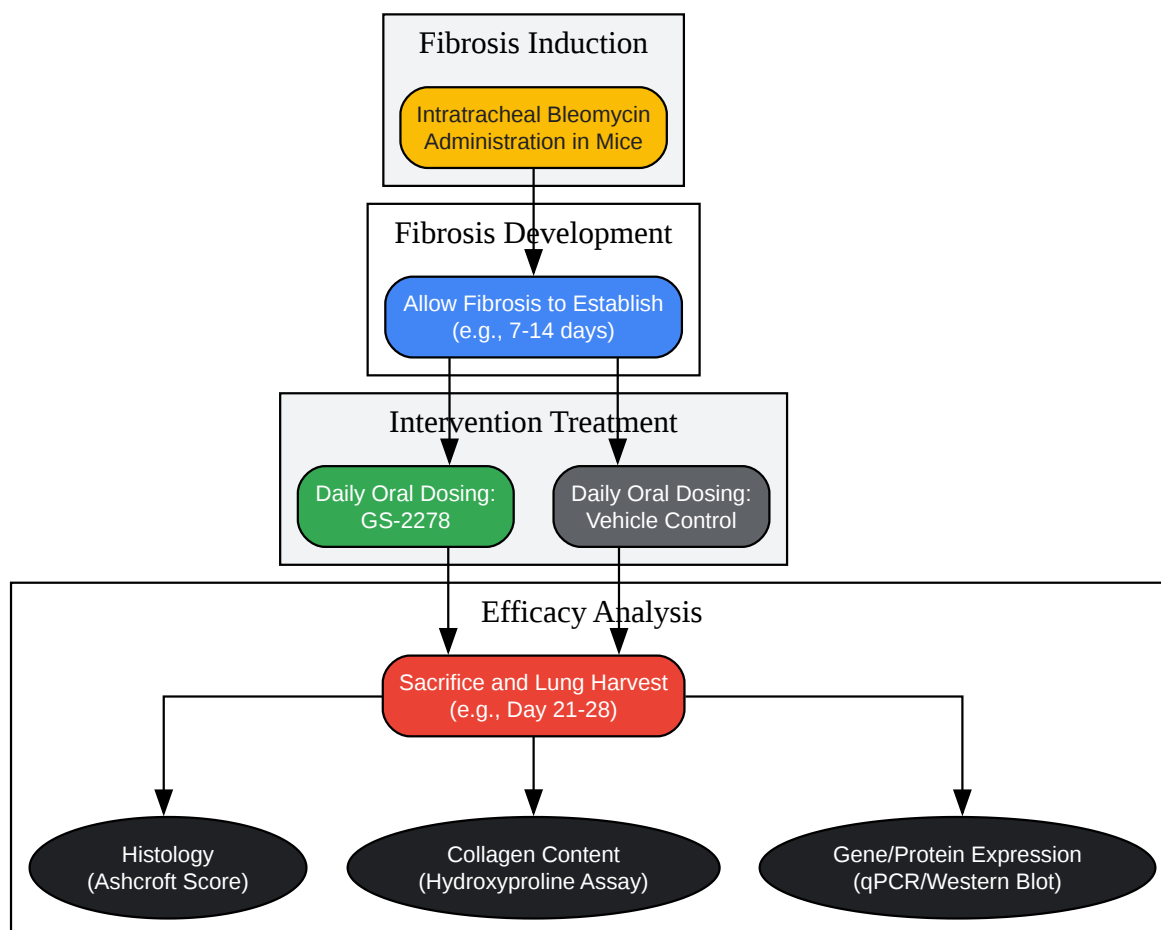 Fibrosis Induction
Intratracheal Bleomycin
Administration in Mice
Fibrosis Development
Allow Fibrosis to Establish
(e.g., 7-14 days)
Intervention Treatment
Daily Oral Dosing:
GS-2278
Daily Oral Dosing:
Vehicle Control
Efficacy Analysis
Sacrifice and Lung Harvest
(e.g., Day 21-28)
Histology
(Ashcroft Score)
Collagen Content
(Hydroxyproline Assay)
Gene/Protein Expression
(qPCR/Western Blot)